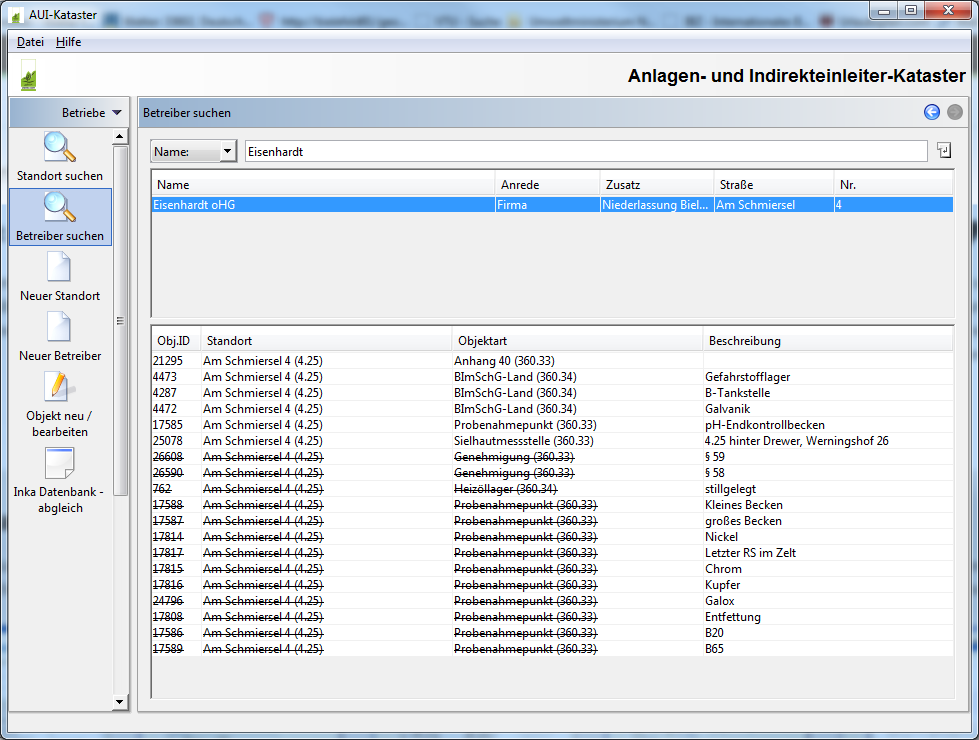 AUI-Kataster
Datei Hilfe
Anlagen- und Indirekteinleiter-Kataster
Betriebe
Standort suchen
Betreiber suchen
Neuer Standort
Neuer Betreiber
Objekt neu /
bearbeiten
Inka Datenbank -
abgleich
Betreiber suchen
Name: Eisenhardt
Name Anrede Zusatz Straße Nr.
Eisenhardt oHG Firma Niederlassung Biel... Am Schmiersel 4
Obj.ID Standort Objektart Beschreibung
21295 Am Schmiersel 4 (4.25) Anhang 40 (360.33)
4473 Am Schmiersel 4 (4.25) BImSchG-Land (360.34) Gefahrstofflager
4287 Am Schmiersel 4 (4.25) BImSchG-Land (360.34) B-Tankstelle
4472 Am Schmiersel 4 (4.25) BImSchG-Land (360.34) Galvanik
17585 Am Schmiersel 4 (4.25) Probenahmepunkt (360.33) pH-Endkontrollbecken
25078 Am Schmiersel 4 (4.25) Sielhautmessstelle (360.33) 4.25 hinter Drewer, Werningshof 26
26608 Am Schmiersel 4 (4.25) Genehmigung (360.33) § 59
26590 Am Schmiersel 4 (4.25) Genehmigung (360.33) § 58
762 Am Schmiersel 4 (4.25) Heizöllager (360.34) stillgelegt
17588 Am Schmiersel 4 (4.25) Probenahmepunkt (360.33) Kleines Becken
17587 Am Schmiersel 4 (4.25) Probenahmepunkt (360.33) großes Becken
17814 Am Schmiersel 4 (4.25) Probenahmepunkt (360.33) Nickel
17817 Am Schmiersel 4 (4.25) Probenahmepunkt (360.33) Letzter RS im Zelt
17815 Am Schmiersel 4 (4.25) Probenahmepunkt (360.33) Chrom
17816 Am Schmiersel 4 (4.25) Probenahmepunkt (360.33) Kupfer
24796 Am Schmiersel 4 (4.25) Probenahmepunkt (360.33) Galox
17808 Am Schmiersel 4 (4.25) Probenahmepunkt (360.33) Entfettung
17586 Am Schmiersel 4 (4.25) Probenahmepunkt (360.33) B20
17589 Am Schmiersel 4 (4.25) Probenahmepunkt (360.33) B65